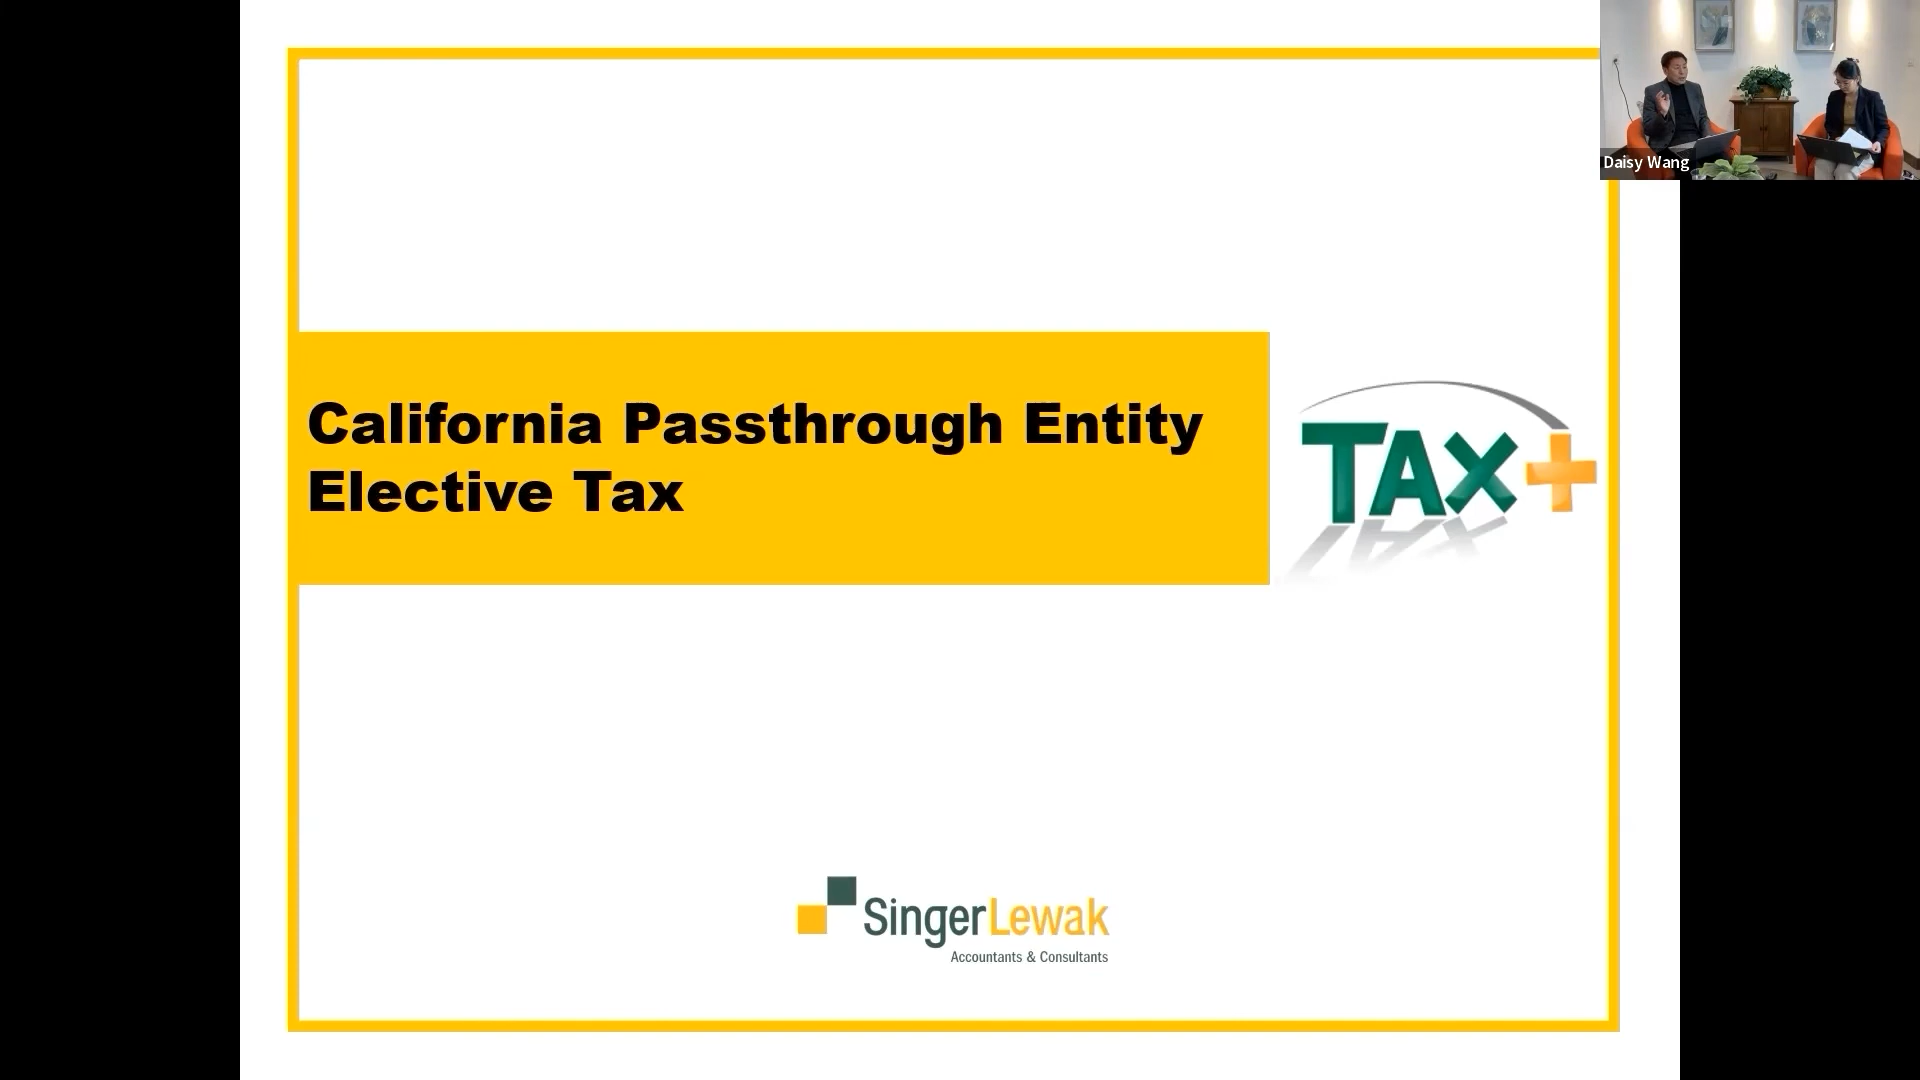 Daisy Wang
California Passthrough Entity
Elective Tax
TAX+
SingerLewak
Accountants & Consultants